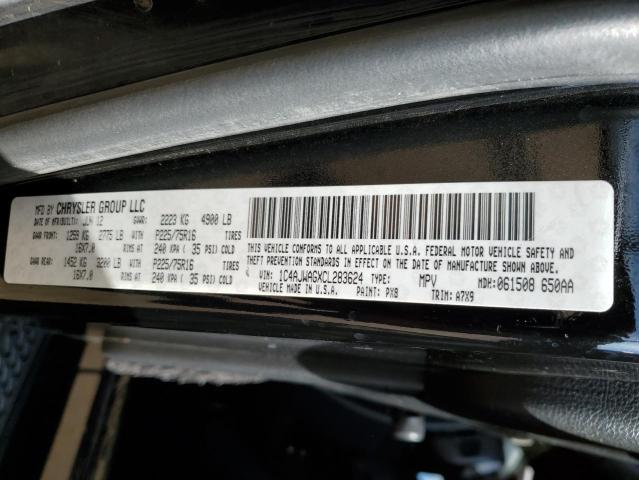 MFD BY CHRYSLER GROUP LLC
DATE OF MFR/BUILT: 12 GVWR: 2223 KG 4900 LB
GAWR FRONT: 1259 KG 2775 LB WITH P225/75R16 TIRES
16X7.0 RIMS AT 240 KPA ( 35 PSI) COLD
GAWR REAR: 1452 KG 3200 LB WITH P225/75R16 TIRES
16X7.0 RIMS AT 240 KPA ( 35 PSI) COLD
THIS VEHICLE CONFORMS TO ALL APPLICABLE FEDERAL MOTOR VEHICLE SAFETY AND
THEFT PREVENTION STANDARDS IN EFFECT IN U.S.A. ON THE DATE OF MANUFACTURE SHOWN ABOVE.
VIN: 1C4AJWAGXCL283624 TYPE: MPV MDH: 061508 650AA
VEHICLE MADE IN U.S.A. PAINT: PX8 TRIM: A7X9